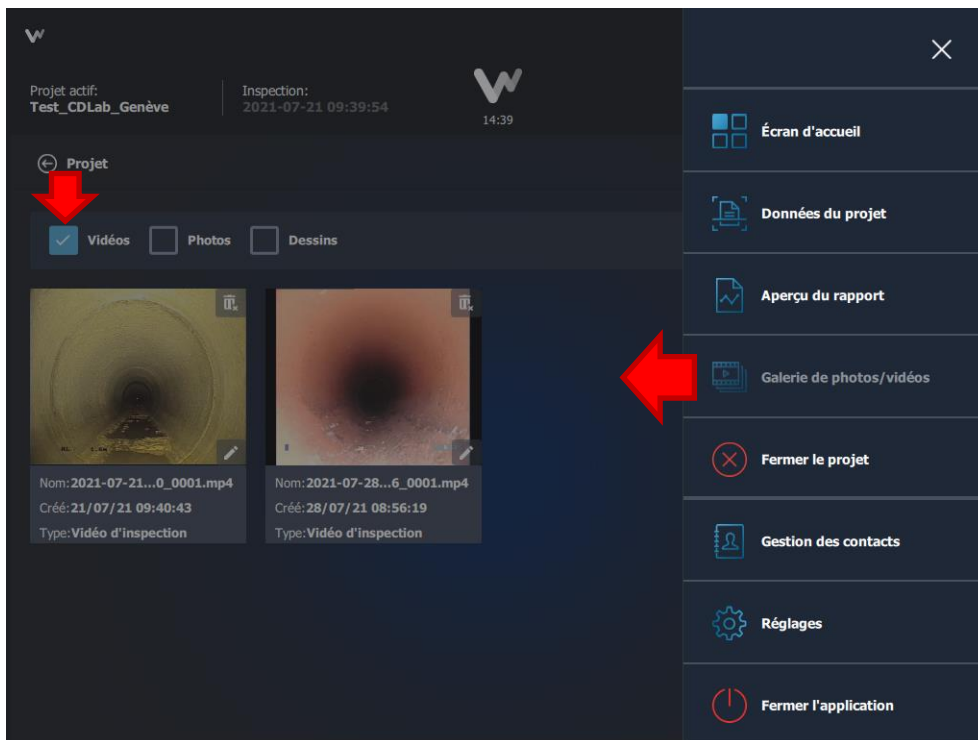 Projet actif:
Test_CDLab_Genève
Inspection:
2021-07-21 09:39:54
14:39
Projet
Vidéos
Photos
Dessins
Nom:2021-07-21...0_0001.mp4
Créé:21/07/21 09:40:43
Type:Vidéo d'inspection
Nom:2021-07-28...6_0001.mp4
Créé:28/07/21 08:56:19
Type:Vidéo d'inspection
Écran d'accueil
Données du projet
Aperçu du rapport
Galerie de photos/vidéos
Fermer le projet
Gestion des contacts
Réglages
Fermer l'application